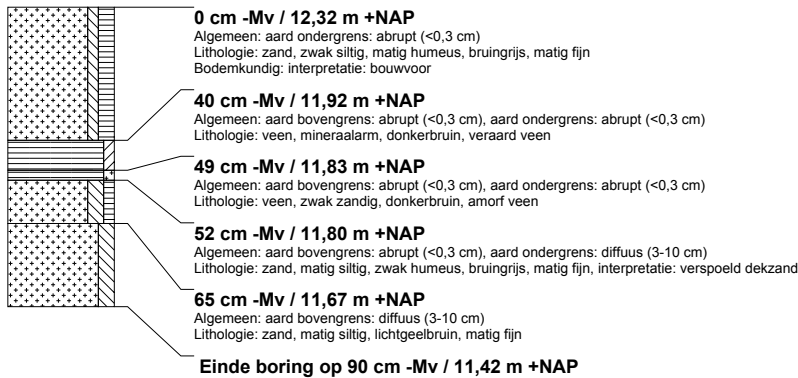 0 cm -Mv / 12,32 m +NAP
Algemeen: aard ondergrens: abrupt (<0,3 cm)
Lithologie: zand, zwak siltig, matig humeus, bruingrijs, matig fijn
Bodemkundig: interpretatie: bouwvoor
40 cm -Mv / 11,92 m +NAP
Algemeen: aard bovengrens: abrupt (<0,3 cm), aard ondergrens: abrupt (<0,3 cm)
Lithologie: veen, mineraalarm, donkerbruin, veraard veen
49 cm -Mv / 11,83 m +NAP
Algemeen: aard bovengrens: abrupt (<0,3 cm), aard ondergrens: abrupt (<0,3 cm)
Lithologie: veen, zwak zandig, donkerbruin, amorf veen
52 cm -Mv / 11,80 m +NAP
Algemeen: aard bovengrens: abrupt (<0,3 cm), aard ondergrens: diffuus (3-10 cm)
Lithologie: zand, matig siltig, zwak humeus, bruingrijs, matig fijn, interpretatie: verspoeld dekzand
65 cm -Mv / 11,67 m +NAP
Algemeen: aard bovengrens: diffuus (3-10 cm)
Lithologie: zand, matig siltig, lichtgeelbruin, matig fijn
Einde boring op 90 cm -Mv / 11,42 m +NAP